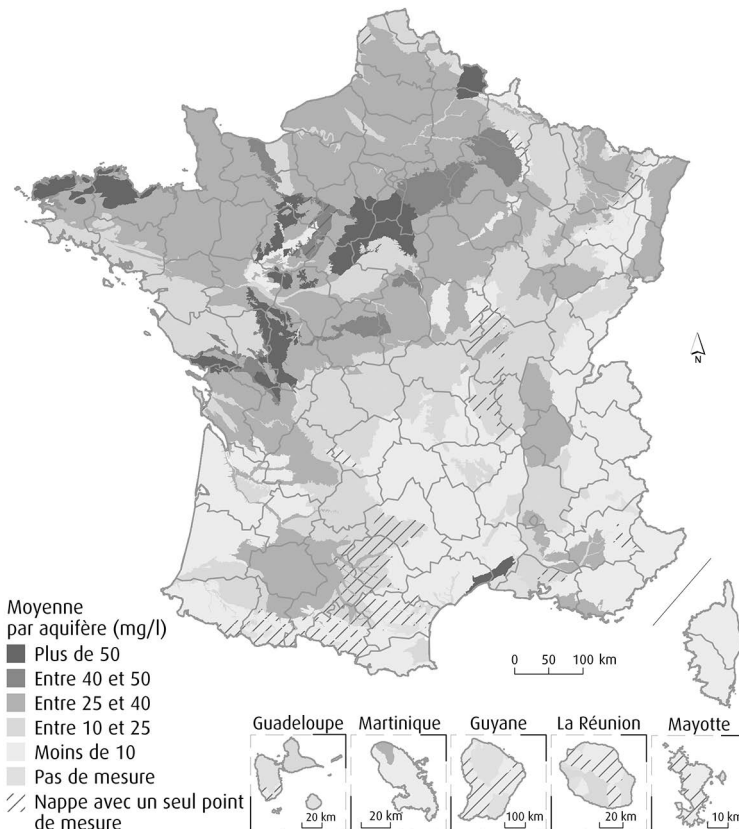 N
Moyenne
par aquifère (mg/l)
Plus de 50
Entre 40 et 50
Entre 25 et 40
Entre 10 et 25
Moins de 10
Pas de mesure
Nappe avec un seul point
de mesure
0 50 100 km
Guadeloupe
20 km
Martinique
20 km
Guyane
100 km
La Réunion
20 km
Mayotte
10 km